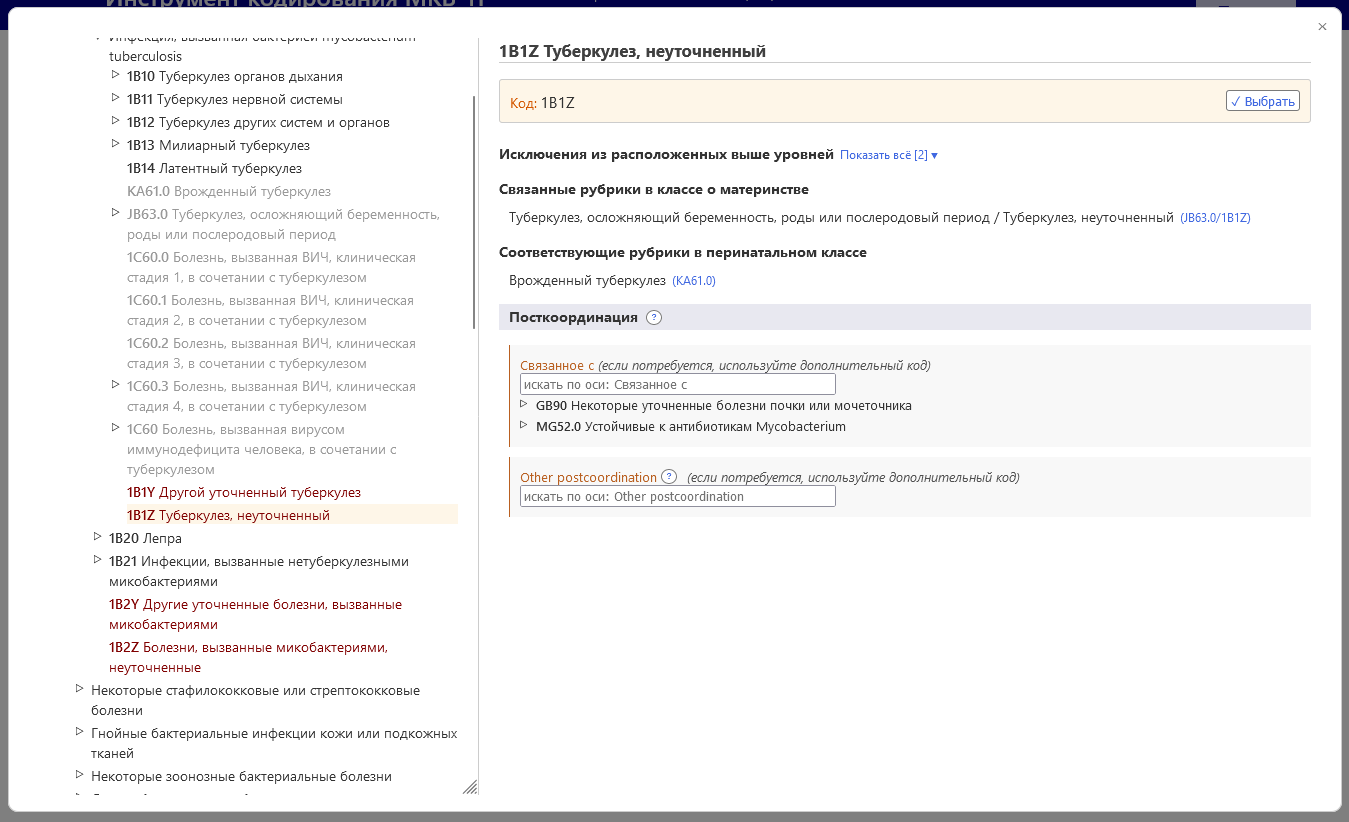 Инструмент кодирования МКБ-11
×
Инфекция, вызванная бактерией mycobacterium
tuberculosis
1B10 Туберкулез органов дыхания
1B11 Туберкулез нервной системы
1B12 Туберкулез других систем и органов
1B13 Милиарный туберкулез
1B14 Латентный туберкулез
KA61.0 Врожденный туберкулез
JB63.0 Туберкулез, осложняющий беременность,
роды или послеродовый период
1C60.0 Болезнь, вызванная ВИЧ, клиническая
стадия 1, в сочетании с туберкулезом
1C60.1 Болезнь, вызванная ВИЧ, клиническая
стадия 2, в сочетании с туберкулезом
1C60.2 Болезнь, вызванная ВИЧ, клиническая
стадия 3, в сочетании с туберкулезом
1C60.3 Болезнь, вызванная ВИЧ, клиническая
стадия 4, в сочетании с туберкулезом
1C60 Болезнь, вызванная вирусом
иммунодефицита человека, в сочетании с
туберкулезом
1B1Y Другой уточненный туберкулез
1B1Z Туберкулез, неуточненный
1B20 Лепра
1B21 Инфекции, вызванные нетуберкулезными
микобактериями
1B2Y Другие уточненные болезни, вызванные
микобактериями
1B2Z Болезни, вызванные микобактериями,
неуточненные
Некоторые стафилококковые или стрептококковые
болезни
Гнойные бактериальные инфекции кожи или подкожных
тканей
Некоторые зоонозные бактериальные болезни
1B1Z Туберкулез, неуточненный
Код: 1B1Z
✓ Выбрать
Исключения из расположенных выше уровней Показать всё [2] ▾
Связанные рубрики в классе о материнстве
Туберкулез, осложняющий беременность, роды или послеродовый период / Туберкулез, неуточненный (JB63.0/1B1Z)
Соответствующие рубрики в перинатальном классе
Врожденный туберкулез (KA61.0)
Посткоординация ?
Связанное с (если потребуется, используйте дополнительный код)
искать по оси: Связанное с
GB90 Некоторые уточненные болезни почки или мочеточника
MG52.0 Устойчивые к антибиотикам Mycobacterium
Other postcoordination ? (если потребуется, используйте дополнительный код)
искать по оси: Other postcoordination